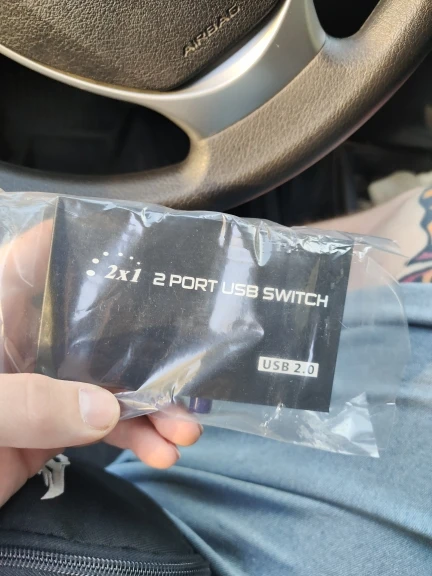 AIRBAG
2x1 2 PORT USB SWITCH
USB 2.0